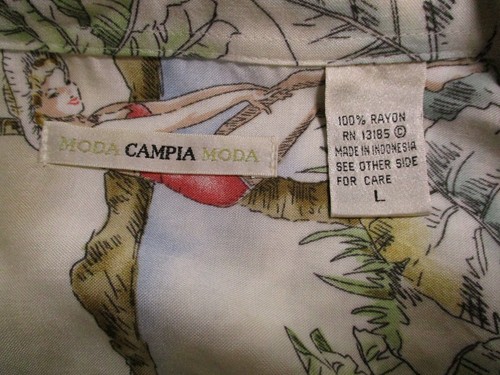 MODA CAMPIA MODA
100% RAYON
RN 13185 ©
MADE IN INDONESIA
SEE OTHER SIDE
FOR CARE
L